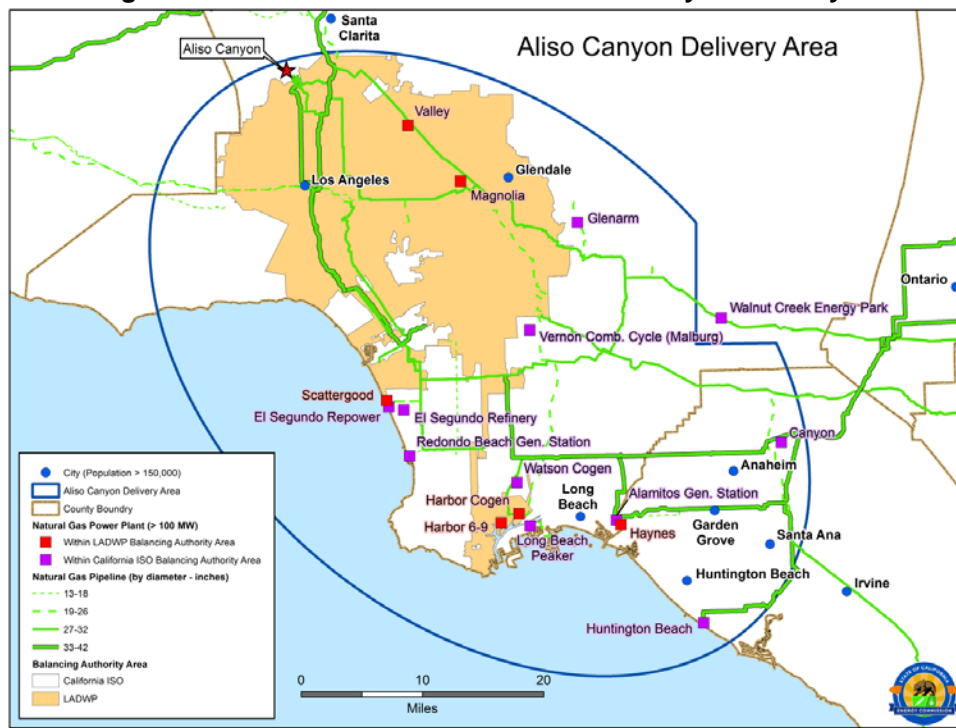 Aliso Canyon Delivery Area
Santa
Clarita
Aliso Canyon
Valley
Glendale
Los Angeles
Magnolia
Glenarm
Ontario
Walnut Creek Energy Park
Vernon Comb. Cycle (Malburg)
Scattergood
El Segundo Repower
El Segundo Refinery
Redondo Beach Gen. Station
Canyon
Watson Cogen
Anaheim
Harbor Cogen
Long
Beach
Alamitos Gen. Station
Harbor 6-9
Haynes
Garden
Grove
Long Beach
Peaker
Santa Ana
Huntington Beach
Irvine
Huntington Beach
City (Population > 150,000)
Aliso Canyon Delivery Area
County Boundry
Natural Gas Power Plant (> 100 MW)
Within LADWP Balancing Authority Area
Within California ISO Balancing Authority Area
Natural Gas Pipeline (by diameter - inches)
13-18
19-26
27-32
33-42
Balancing Authority Area
California ISO
LADWP
0 10 20
Miles
STATE OF CALIFORNIA
ENERGY COMMISSION